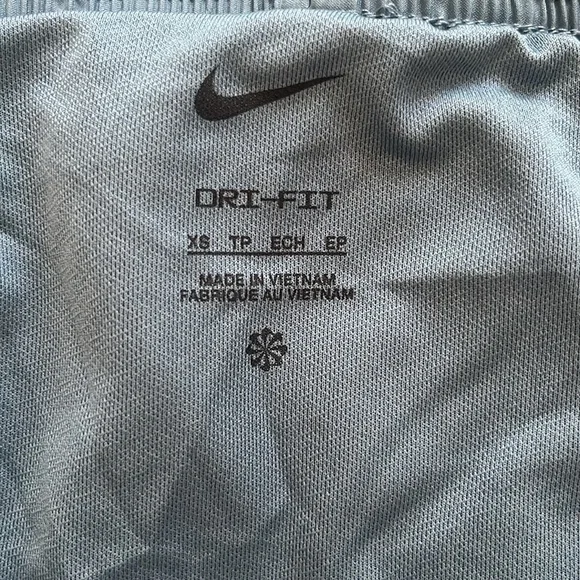 DRI-FIT
XS TP ECH EP
MADE IN VIETNAM
FABRIQUE AU VIETNAM